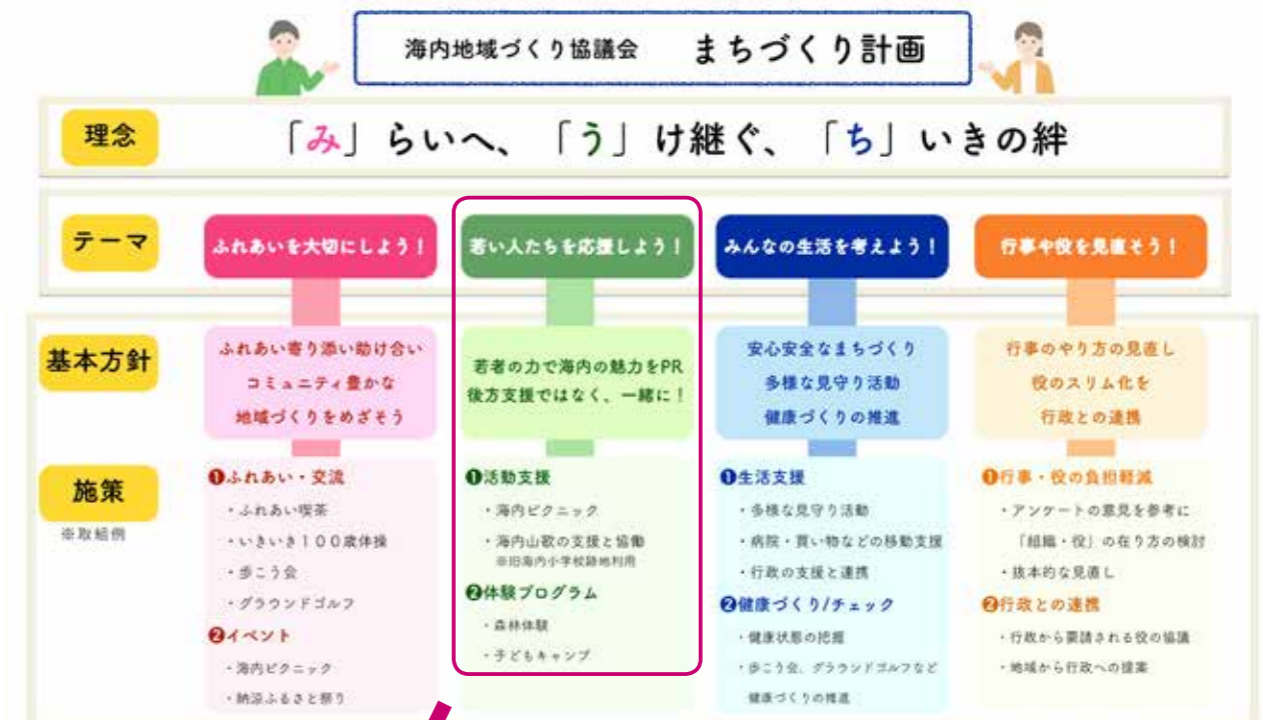 海内地域づくり協議会 まちづくり計画
理念
「み」らいへ、「う」け継ぐ、「ち」いきの絆
テーマ
ふれあいを大切にしよう！
若い人たちを応援しよう！
みんなの生活を考えよう！
行事や役を見直そう！
基本方針
ふれあい寄り添い助け合い
コミュニティ豊かな
地域づくりをめざそう
若者の力で海内の魅力をPR
後方支援ではなく、一緒に！
安心安全なまちづくり
多様な見守り活動
健康づくりの推進
行事のやり方の見直し
役のスリム化を
行政との連携
施策
※取組例
❶ふれあい・交流
・ふれあい喫茶
・いきいき１００歳体操
・歩こう会
・グラウンドゴルフ
❷イベント
・海内ピクニック
・納涼ふるさと祭り
❶活動支援
・海内ピクニック
・海内山歌の支援と協働
※旧海内小学校跡地利用
❷体験プログラム
・森林体験
・子どもキャンプ
❶生活支援
・多様な見守り活動
・病院・買い物などの移動支援
・行政の支援と連携
❷健康づくり/チェック
・健康状態の把握
・歩こう会、グラウンドゴルフなど
健康づくりの推進
❶行事・役の負担軽減
・アンケートの意見を参考に
「組織・役」の在り方の検討
・抜本的な見直し
❷行政との連携
・行政から要請される役の協議
・地域から行政への提案